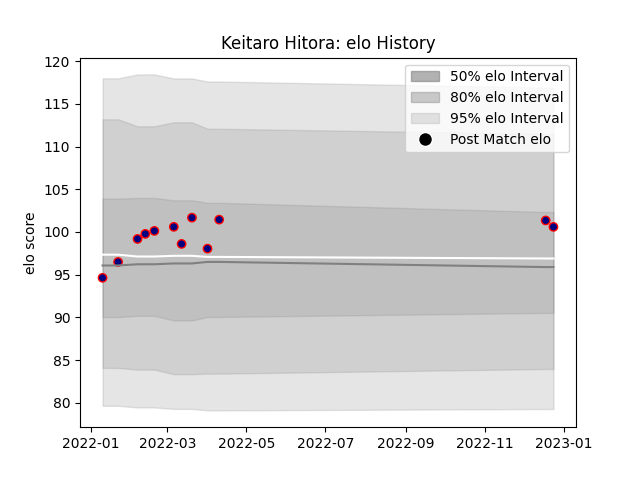 Keitaro Hitora: elo History
120
115
110
105
100
95
90
85
80
elo score
50% elo Interval
80% elo Interval
95% elo Interval
Post Match elo
2022-01
2022-03
2022-05
2022-07
2022-09
2022-11
2023-01